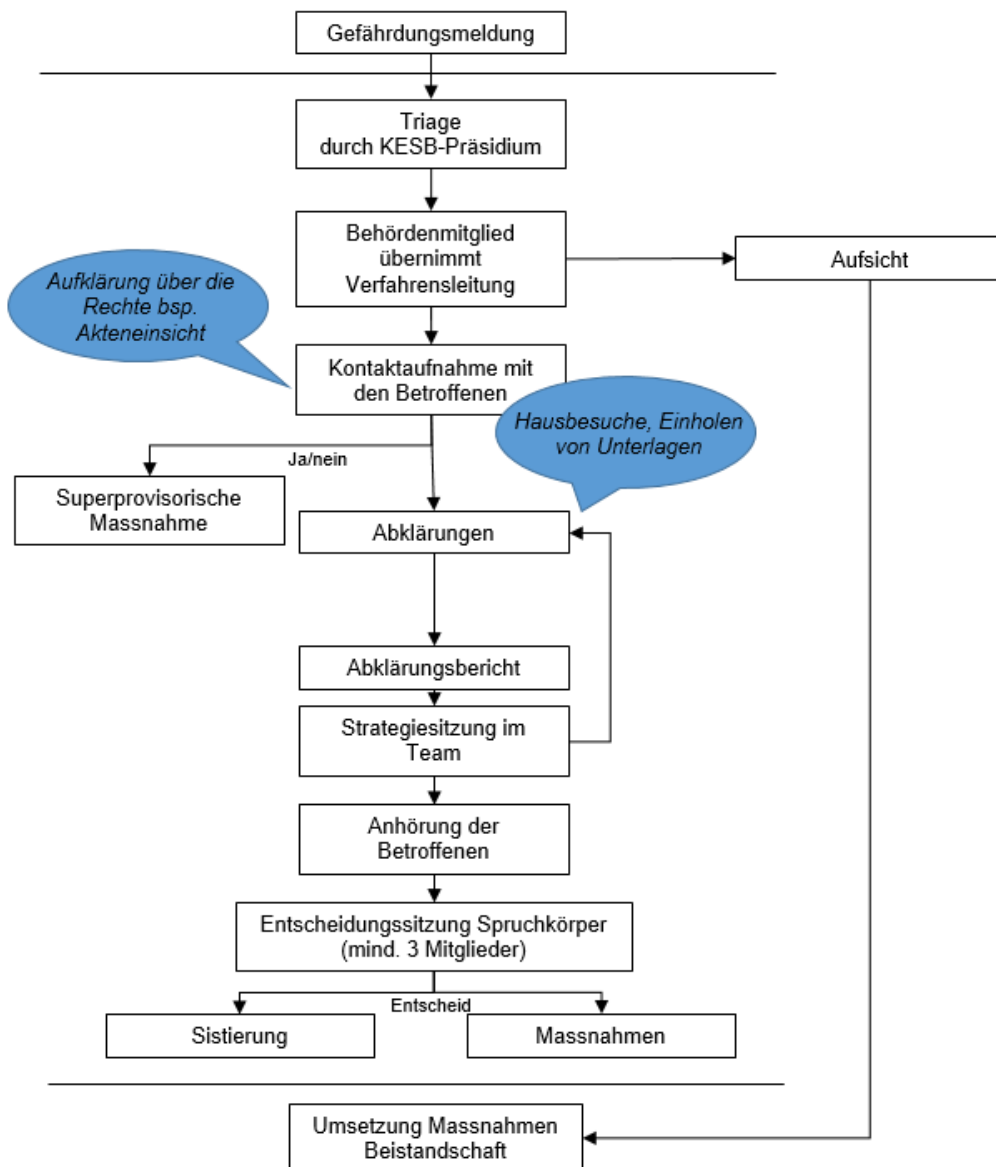 Gefährdungsmeldung
Triage
durch KESB-Präsidium
Behördenmitglied
übernimmt
Verfahrensleitung
Aufsicht
Aufklärung über die
Rechte bsp.
Akteneinsicht
Kontaktaufnahme mit
den Betroffenen
Hausbesuche, Einholen
von Unterlagen
Ja/nein
Superprovisorische
Massnahme
Abklärungen
Abklärungsbericht
Strategiesitzung im
Team
Anhörung der
Betroffenen
Entscheidungssitzung Spruchkörper
(mind. 3 Mitglieder)
Entscheid
Sistierung
Massnahmen
Umsetzung Massnahmen
Beistandschaft